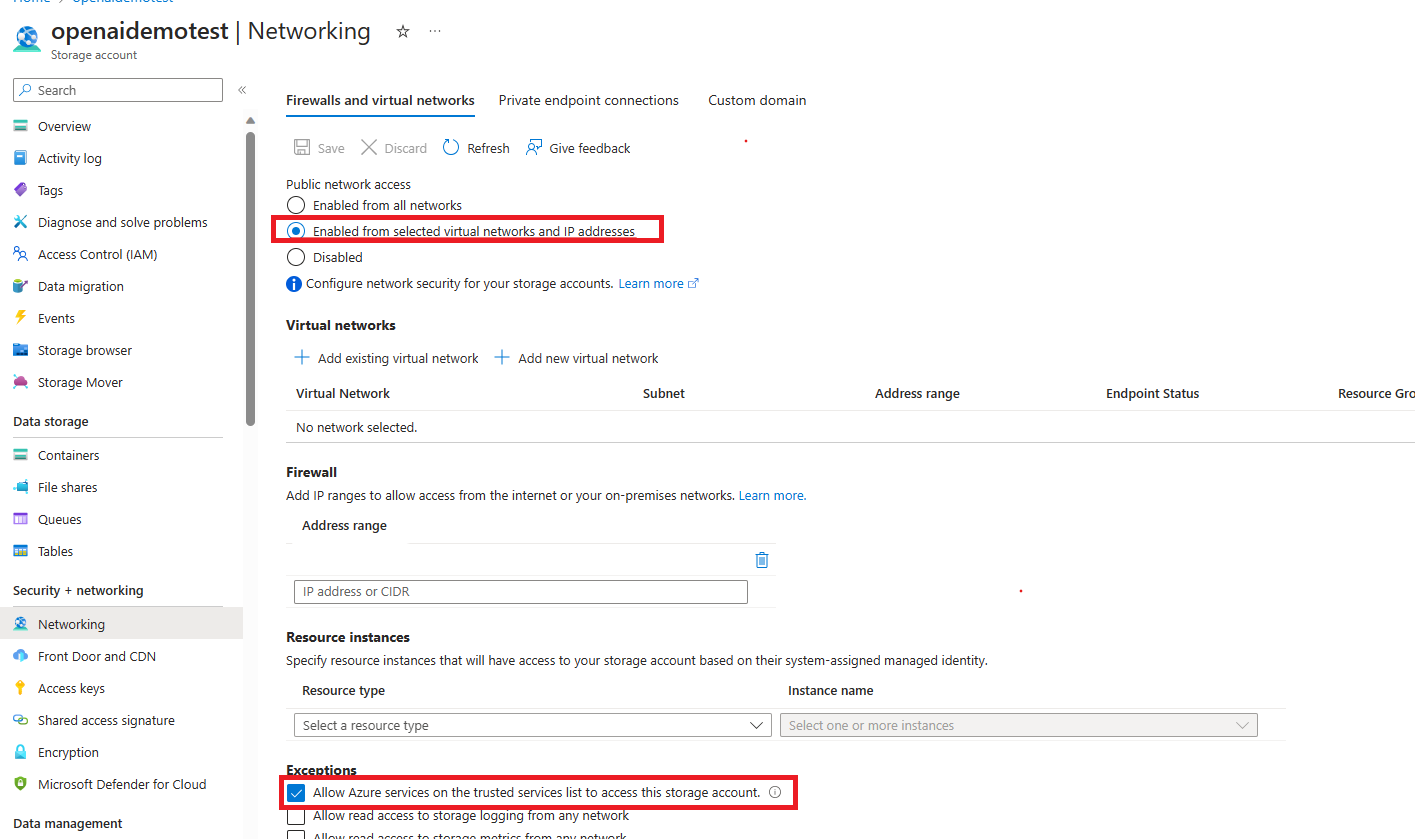 Home > openaidemotest
openaidemotest | Networking ☆ ...
Storage account
Search «
Overview
Activity log
Tags
Diagnose and solve problems
Access Control (IAM)
Data migration
Events
Storage browser
Storage Mover
Data storage
Containers
File shares
Queues
Tables
Security + networking
Networking
Front Door and CDN
Access keys
Shared access signature
Encryption
Microsoft Defender for Cloud
Data management
Firewalls and virtual networks Private endpoint connections Custom domain
Save Discard Refresh Give feedback
Public network access
Enabled from all networks
Enabled from selected virtual networks and IP addresses
Disabled
Configure network security for your storage accounts. Learn more
Virtual networks
+ Add existing virtual network + Add new virtual network
Virtual Network Subnet Address range Endpoint Status Resource Gro
No network selected.
Firewall
Add IP ranges to allow access from the internet or your on-premises networks. Learn more.
Address range
IP address or CIDR
Resource instances
Specify resource instances that will have access to your storage account based on their system-assigned managed identity.
Resource type Instance name
Select a resource type Select one or more instances
Exceptions
Allow Azure services on the trusted services list to access this storage account.
Allow read access to storage logging from any network
Allow read access to storage metrics from any network